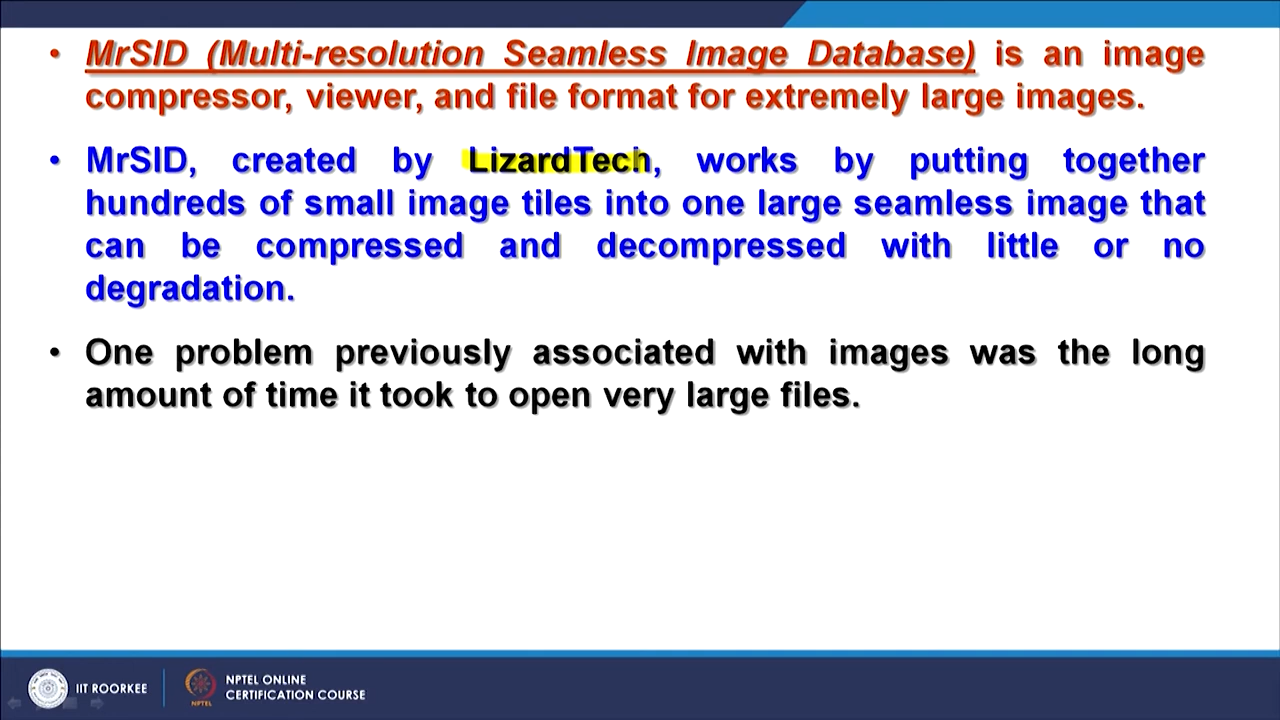 • MrSID (Multi-resolution Seamless Image Database) is an image
compressor, viewer, and file format for extremely large images.
• MrSID, created by LizardTech, works by putting together
hundreds of small image tiles into one large seamless image that
can be compressed and decompressed with little or no
degradation.
• One problem previously associated with images was the long
amount of time it took to open very large files.
IIT ROORKEE
NPTEL
NPTEL ONLINE
CERTIFICATION COURSE